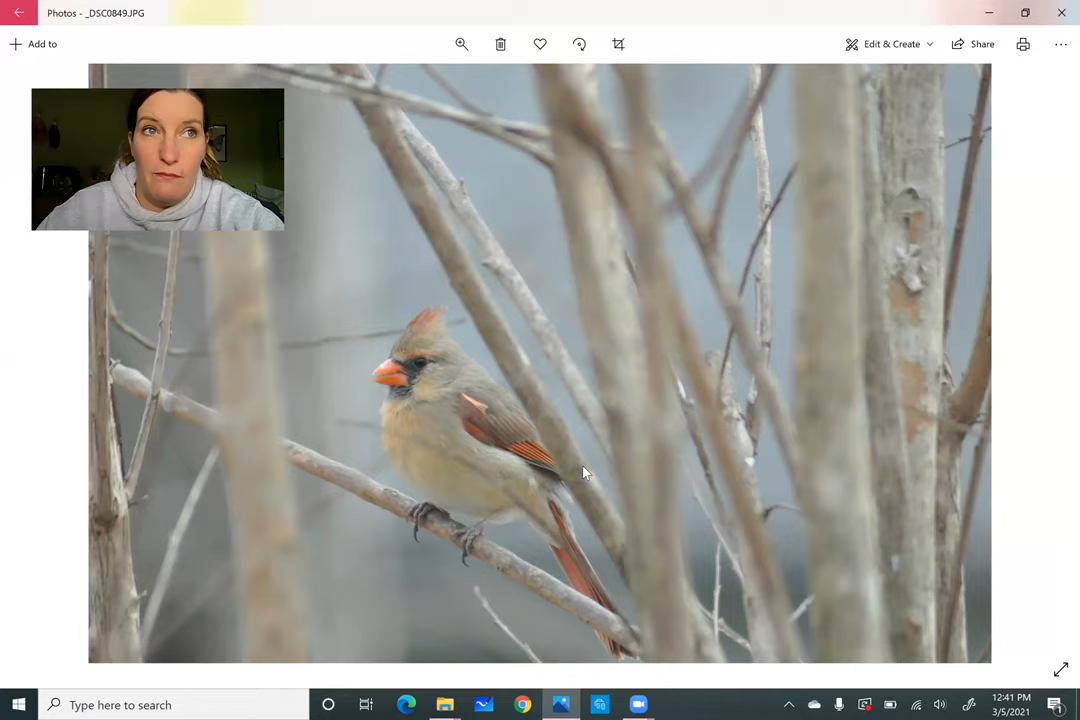 Photos - _DSC0849.JPG
Add to
Edit & Create
Share
Type here to search
12:41 PM
3/5/2021